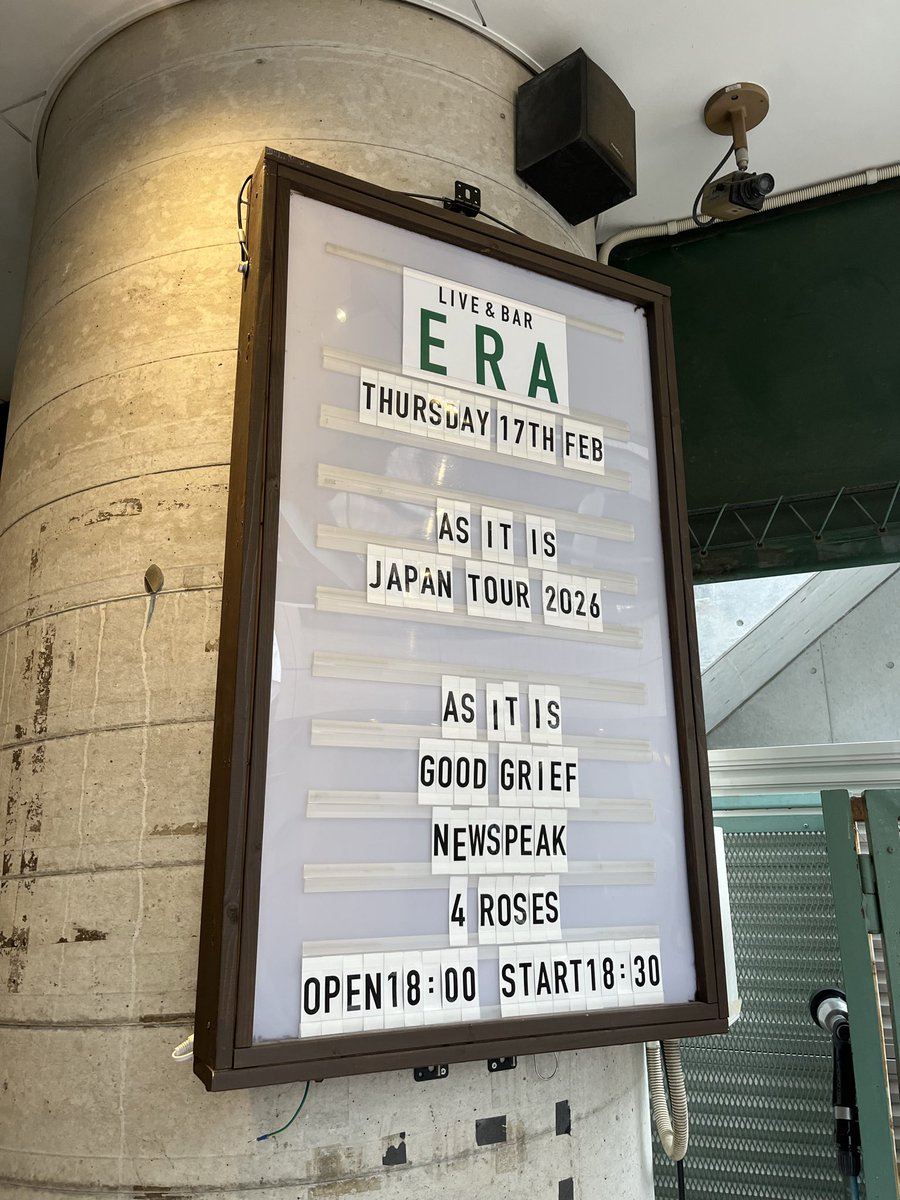 LIVE & BAR
ERA
THURSDAY 17TH FEB
AS IT IS
JAPAN TOUR 2026
AS IT IS
GOOD GRIEF
NEWSPEAK
4 ROSES
OPEN18:00 START18:30